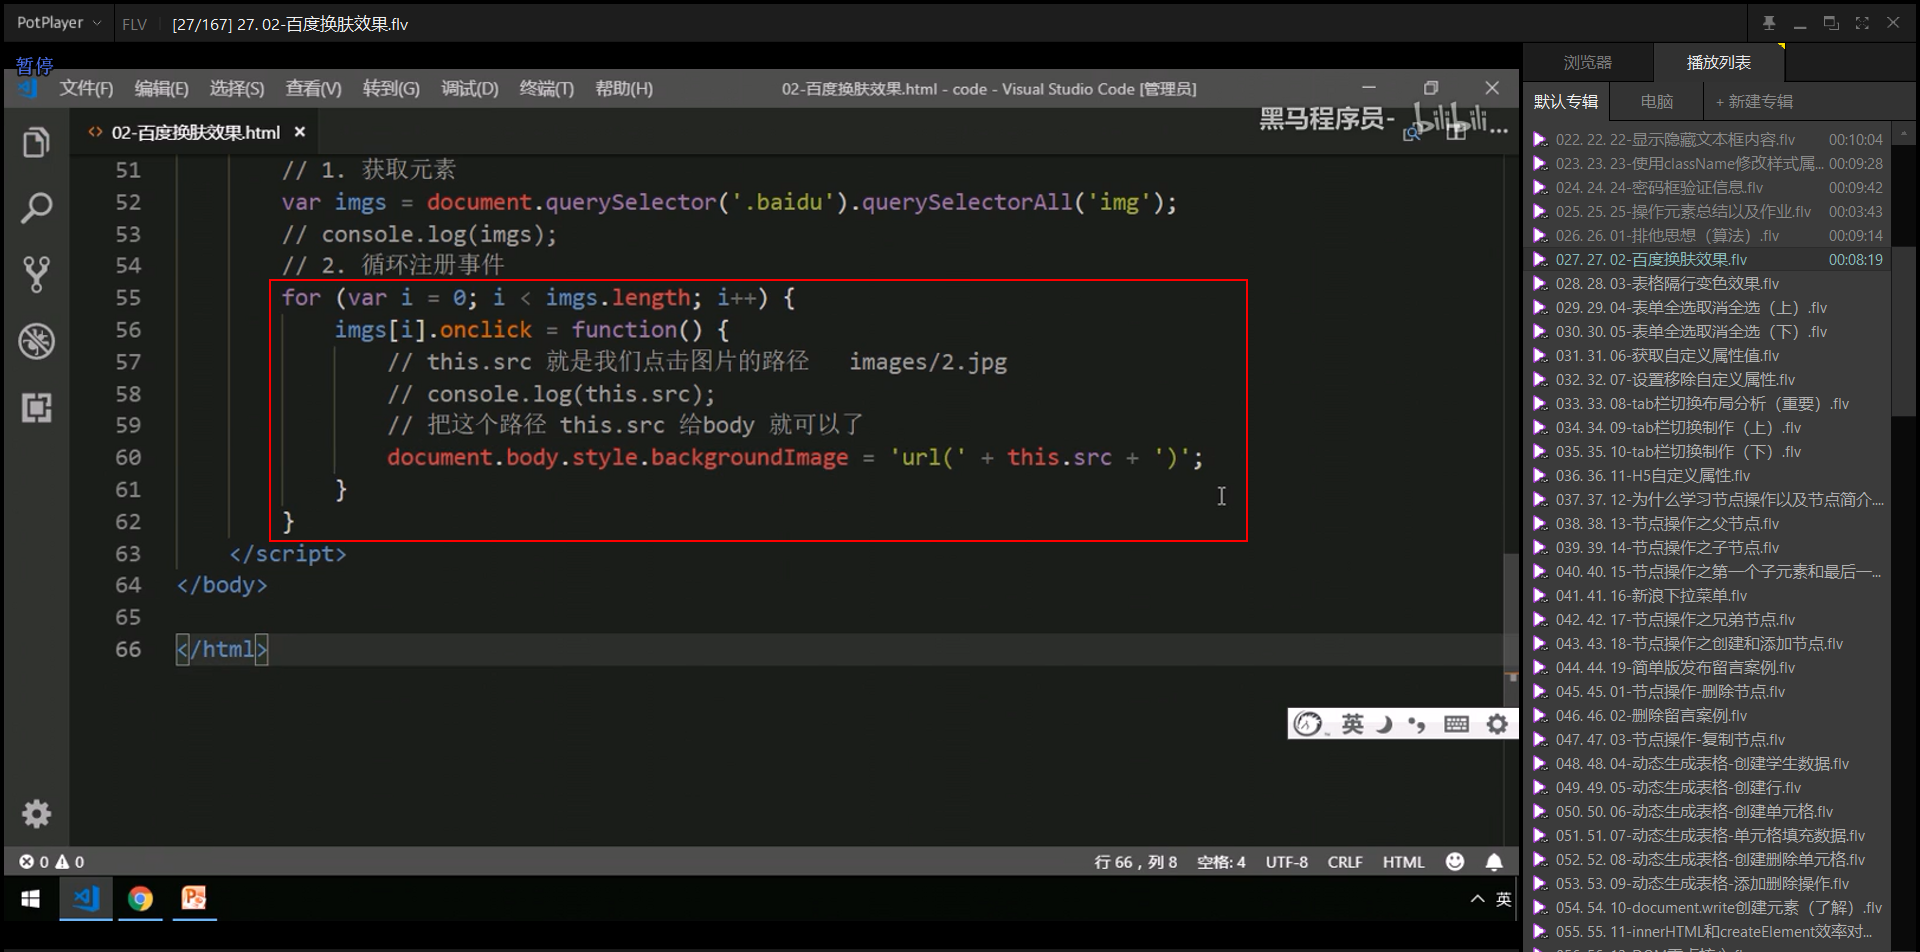 PotPlayer FLV [27/167] 27. 02-百度换肤效果.flv
暂停
文件(F) 编辑(E) 选择(S) 查看(V) 转到(G) 调试(D) 终端(T) 帮助(H) 02-百度换肤效果.html - code - Visual Studio Code [管理员]
黑马程序员- bilibili
02-百度换肤效果.html
51 // 1. 获取元素
52 var imgs = document.querySelector('.baidu').querySelectorAll('img');
53 // console.log(imgs);
54 // 2. 循环注册事件
55 for (var i = 0; i < imgs.length; i++) {
56 imgs[i].onclick = function() {
57 // this.src 就是我们点击图片的路径 images/2.jpg
58 // console.log(this.src);
59 // 把这个路径 this.src 给body 就可以了
60 document.body.style.backgroundImage = 'url(' + this.src + ')';
61 }
62 }
63 </script>
64 </body>
65
66 </html>
英
0 0 行 66，列 8 空格: 4 UTF-8 CRLF HTML
英
浏览器 播放列表
默认专辑 电脑 + 新建专辑
022. 22. 22-显示隐藏文本框内容.flv 00:10:04
023. 23. 23-使用className修改样式属... 00:09:28
024. 24. 24-密码框验证信息.flv 00:09:42
025. 25. 25-操作元素总结以及作业.flv 00:03:43
026. 26. 01-排他思想（算法）.flv 00:09:14
027. 27. 02-百度换肤效果.flv 00:08:19
028. 28. 03-表格隔行变色效果.flv
029. 29. 04-表单全选取消全选（上）.flv
030. 30. 05-表单全选取消全选（下）.flv
031. 31. 06-获取自定义属性值.flv
032. 32. 07-设置移除自定义属性.flv
033. 33. 08-tab栏切换布局分析（重要）.flv
034. 34. 09-tab栏切换制作（上）.flv
035. 35. 10-tab栏切换制作（下）.flv
036. 36. 11-H5自定义属性.flv
037. 37. 12-为什么学习节点操作以及节点简介....
038. 38. 13-节点操作之父节点.flv
039. 39. 14-节点操作之子节点.flv
040. 40. 15-节点操作之第一个子元素和最后一...
041. 41. 16-新浪下拉菜单.flv
042. 42. 17-节点操作之兄弟节点.flv
043. 43. 18-节点操作之创建和添加节点.flv
044. 44. 19-简单版发布留言案例.flv
045. 45. 01-节点操作-删除节点.flv
046. 46. 02-删除留言案例.flv
047. 47. 03-节点操作-复制节点.flv
048. 48. 04-动态生成表格-创建学生数据.flv
049. 49. 05-动态生成表格-创建行.flv
050. 50. 06-动态生成表格-创建单元格.flv
051. 51. 07-动态生成表格-单元格填充数据.flv
052. 52. 08-动态生成表格-创建删除单元格.flv
053. 53. 09-动态生成表格-添加删除操作.flv
054. 54. 10-document.write创建元素（了解）.flv
055. 55. 11-innerHTML和createElement效率对...